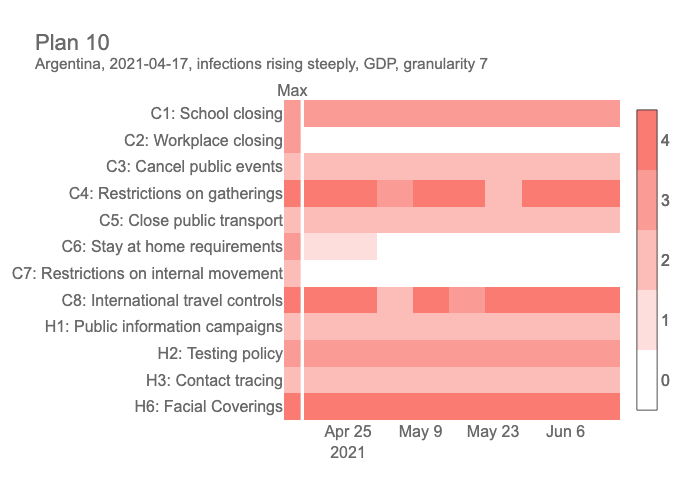 Plan 10
Argentina, 2021-04-17, infections rising steeply, GDP, granularity 7
Max
C1: School closing
C2: Workplace closing
C3: Cancel public events
C4: Restrictions on gatherings
C5: Close public transport
C6: Stay at home requirements
C7: Restrictions on internal movement
C8: International travel controls
H1: Public information campaigns
H2: Testing policy
H3: Contact tracing
H6: Facial Coverings
Apr 25 May 9 May 23 Jun 6
2021
4
3
2
1
0